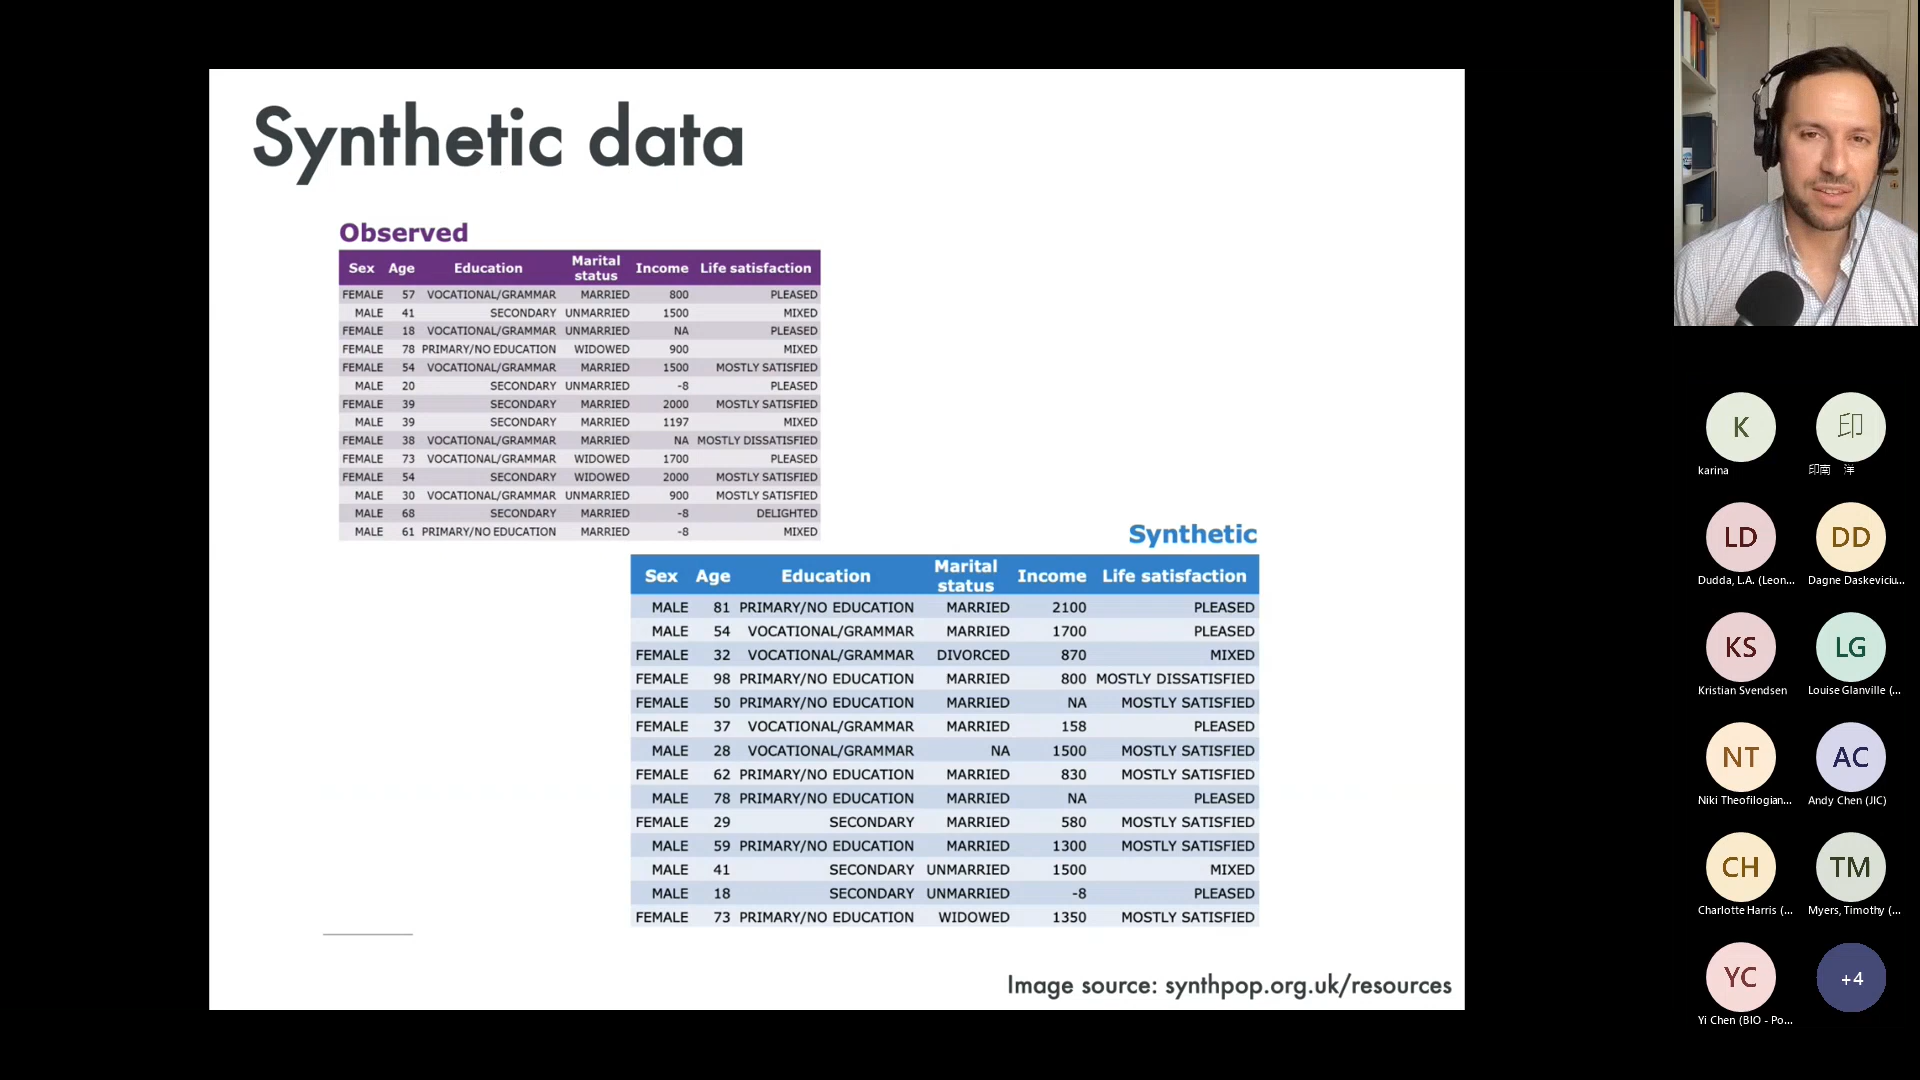 Synthetic data
Observed
Sex Age Education Marital status Income Life satisfaction
FEMALE 57 VOCATIONAL/GRAMMAR MARRIED 800 PLEASED
MALE 41 SECONDARY UNMARRIED 1500 MIXED
FEMALE 18 VOCATIONAL/GRAMMAR UNMARRIED NA PLEASED
FEMALE 78 PRIMARY/NO EDUCATION WIDOWED 900 MIXED
FEMALE 54 VOCATIONAL/GRAMMAR MARRIED 1500 MOSTLY SATISFIED
MALE 20 SECONDARY UNMARRIED -8 PLEASED
FEMALE 39 SECONDARY MARRIED 2000 MOSTLY SATISFIED
MALE 39 SECONDARY MARRIED 1197 MIXED
FEMALE 38 VOCATIONAL/GRAMMAR MARRIED NA MOSTLY DISSATISFIED
FEMALE 73 VOCATIONAL/GRAMMAR WIDOWED 1700 PLEASED
FEMALE 54 SECONDARY WIDOWED 2000 MOSTLY SATISFIED
MALE 30 VOCATIONAL/GRAMMAR UNMARRIED 900 MOSTLY SATISFIED
MALE 68 SECONDARY MARRIED -8 DELIGHTED
MALE 61 PRIMARY/NO EDUCATION MARRIED -8 MIXED
Synthetic
Sex Age Education Marital status Income Life satisfaction
MALE 81 PRIMARY/NO EDUCATION MARRIED 2100 PLEASED
MALE 54 VOCATIONAL/GRAMMAR MARRIED 1700 PLEASED
FEMALE 32 VOCATIONAL/GRAMMAR DIVORCED 870 MIXED
FEMALE 98 PRIMARY/NO EDUCATION MARRIED 800 MOSTLY DISSATISFIED
FEMALE 50 PRIMARY/NO EDUCATION MARRIED NA MOSTLY SATISFIED
FEMALE 37 VOCATIONAL/GRAMMAR MARRIED 158 PLEASED
MALE 28 VOCATIONAL/GRAMMAR NA 1500 MOSTLY SATISFIED
FEMALE 62 PRIMARY/NO EDUCATION MARRIED 830 MOSTLY SATISFIED
MALE 78 PRIMARY/NO EDUCATION MARRIED NA PLEASED
FEMALE 29 SECONDARY MARRIED 580 MOSTLY SATISFIED
MALE 59 PRIMARY/NO EDUCATION MARRIED 1300 MOSTLY SATISFIED
MALE 41 SECONDARY UNMARRIED 1500 MIXED
MALE 18 SECONDARY UNMARRIED -8 PLEASED
FEMALE 73 PRIMARY/NO EDUCATION WIDOWED 1350 MOSTLY SATISFIED
Image source: synthpop.org.uk/resources
K 印
karina 印南 洋
LD DD
Dudda, L.A. (Leon... Dagne Daskeviciu...
KS LG
Kristian Svendsen Louise Glanville (...
NT AC
Niki Theofilogian... Andy Chen (JIC)
CH TM
Charlotte Harris (... Myers, Timothy (...
YC +4
Yi Chen (BIO - Po...